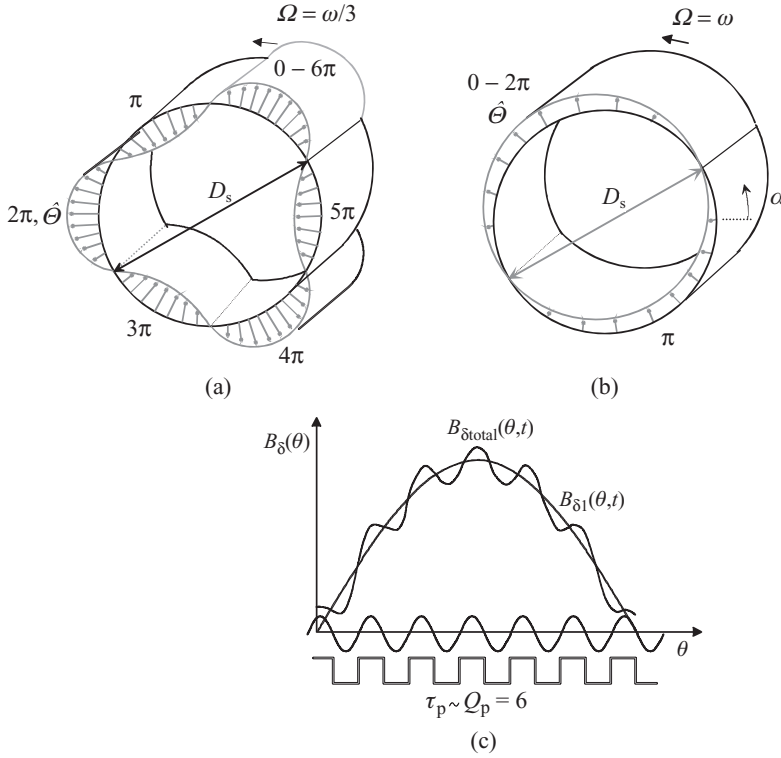 Ω = ω/3
0 – 6π
π
D_s
2π, Θ̂
5π
3π
4π
(a)
Ω = ω
0 – 2π
Θ̂
D_s
α
π
(b)
B_δ(θ)
B_δtotal(θ,t)
B_δ1(θ,t)
θ
τ_p ~ Q_p = 6
(c)